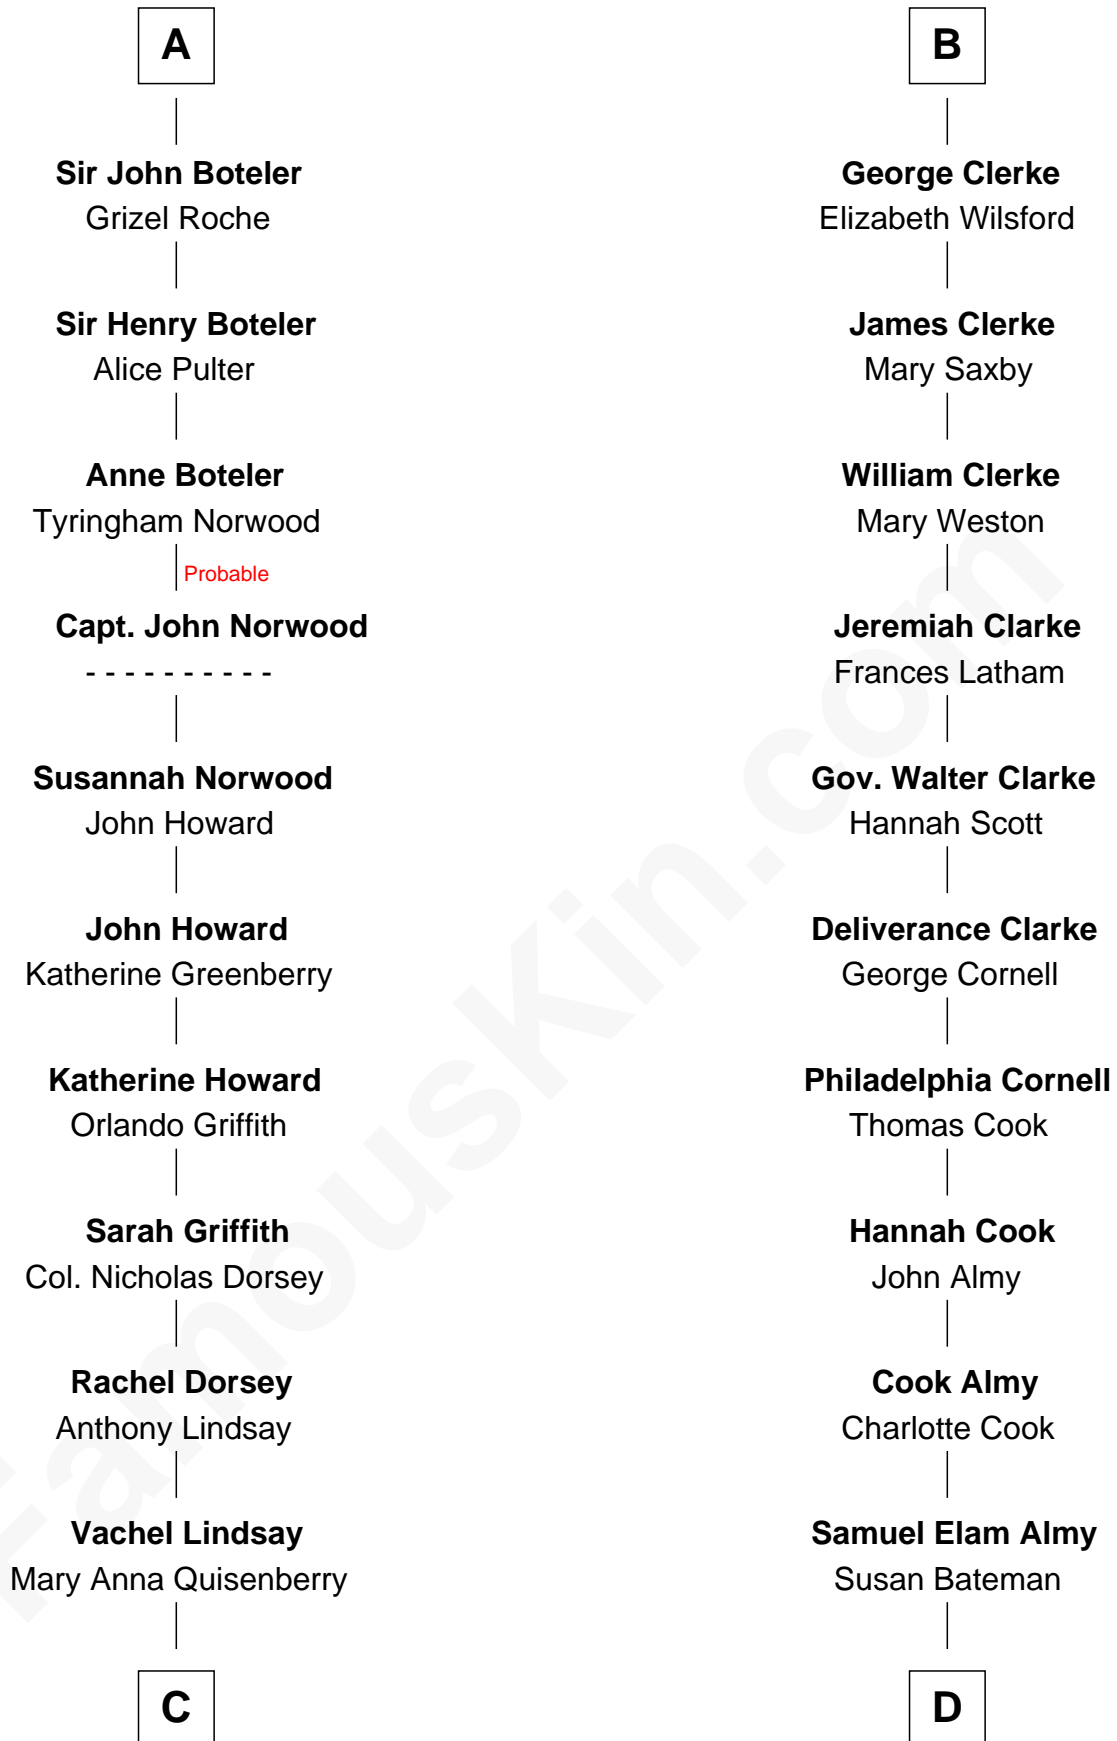 A
Sir John Boteler
Grizel Roche
Sir Henry Boteler
Alice Pulter
Anne Boteler
Tyringham Norwood
Probable
Capt. John Norwood
- - - - - - - - - -
Susannah Norwood
John Howard
John Howard
Katherine Greenberry
Katherine Howard
Orlando Griffith
Sarah Griffith
Col. Nicholas Dorsey
Rachel Dorsey
Anthony Lindsay
Vachel Lindsay
Mary Anna Quisenberry
C
B
George Clerke
Elizabeth Wilsford
James Clerke
Mary Saxby
William Clerke
Mary Weston
Jeremiah Clarke
Frances Latham
Gov. Walter Clarke
Hannah Scott
Deliverance Clarke
George Cornell
Philadelphia Cornell
Thomas Cook
Hannah Cook
John Almy
Cook Almy
Charlotte Cook
Samuel Elam Almy
Susan Bateman
D
FamousKin.com